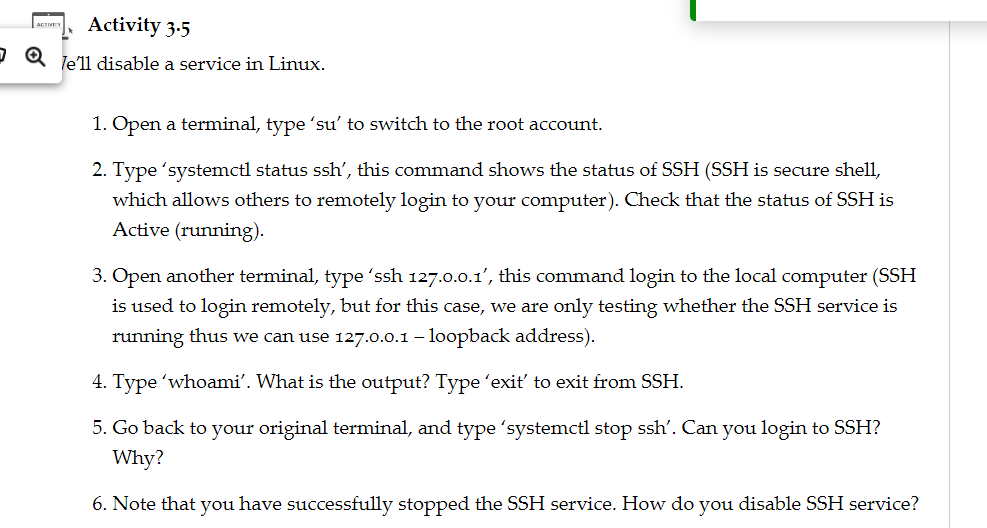 ACTIVITY
Activity 3.5
e'll disable a service in Linux.
1. Open a terminal, type ‘su’ to switch to the root account.
2. Type ‘systemctl status ssh’, this command shows the status of SSH (SSH is secure shell,
which allows others to remotely login to your computer). Check that the status of SSH is
Active (running).
3. Open another terminal, type ‘ssh 127.0.0.1’, this command login to the local computer (SSH
is used to login remotely, but for this case, we are only testing whether the SSH service is
running thus we can use 127.0.0.1 – loopback address).
4. Type ‘whoami’. What is the output? Type ‘exit’ to exit from SSH.
5. Go back to your original terminal, and type ‘systemctl stop ssh’. Can you login to SSH?
Why?
6. Note that you have successfully stopped the SSH service. How do you disable SSH service?